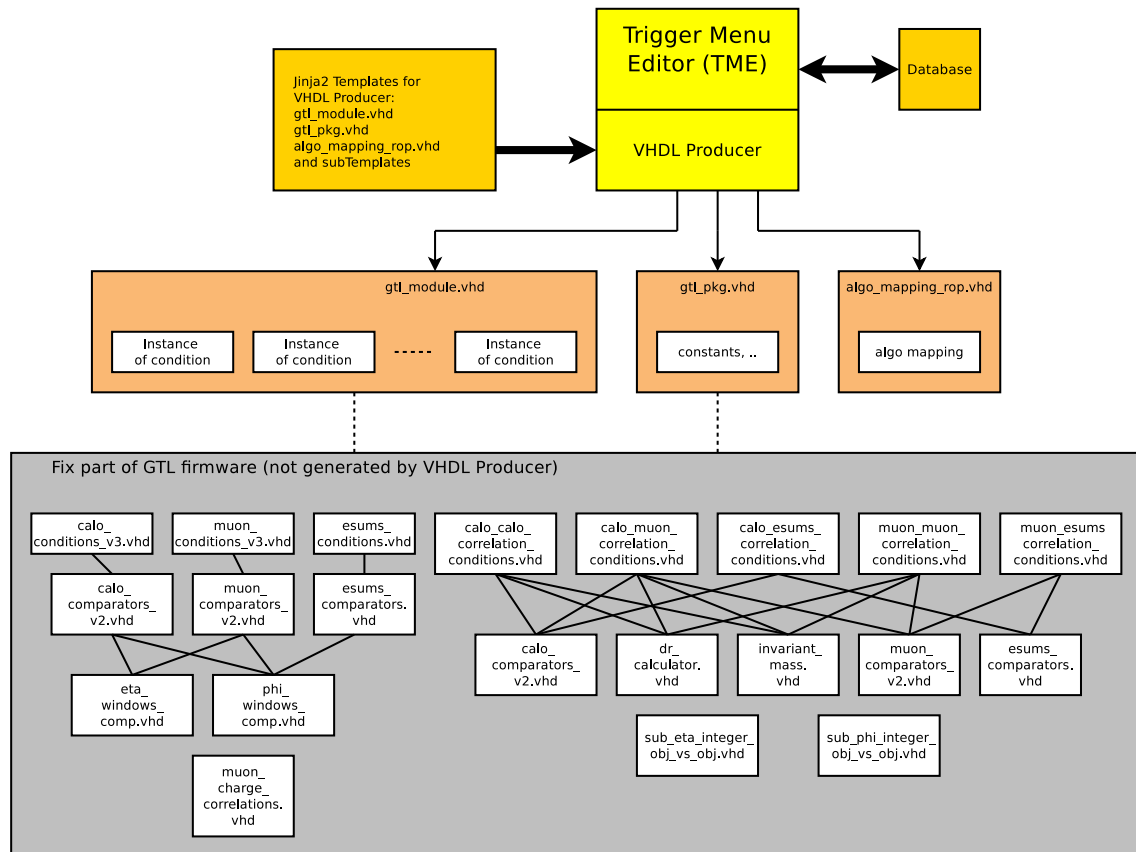 Trigger Menu
Editor (TME)
Database
Jinja2 Templates for
VHDL Producer:
gtl_module.vhd
gtl_pkg.vhd
algo_mapping_rop.vhd
and subTemplates
VHDL Producer
gtl_module.vhd
gtl_pkg.vhd
algo_mapping_rop.vhd
Instance
of condition
Instance
of condition
Instance
of condition
constants, ..
algo mapping
Fix part of GTL firmware (not generated by VHDL Producer)
calo_
conditions_v3.vhd
muon_
conditions_v3.vhd
esums_
conditions.vhd
calo_calo_
correlation_
conditions.vhd
calo_muon_
correlation_
conditions.vhd
calo_esums_
correlation_
conditions.vhd
muon_muon_
correlation_
conditions.vhd
muon_esums
correlation_
conditions.vhd
calo_
comparators_
v2.vhd
muon_
comparators_
v2.vhd
esums_
comparators.
vhd
calo_
comparators_
v2.vhd
dr_
calculator.
vhd
invariant_
mass.
vhd
muon_
comparators_
v2.vhd
esums_
comparators.
vhd
eta_
windows_
comp.vhd
phi_
windows_
comp.vhd
sub_eta_integer_
obj_vs_obj.vhd
sub_phi_integer_
obj_vs_obj.vhd
muon_
charge_
correlations.
vhd